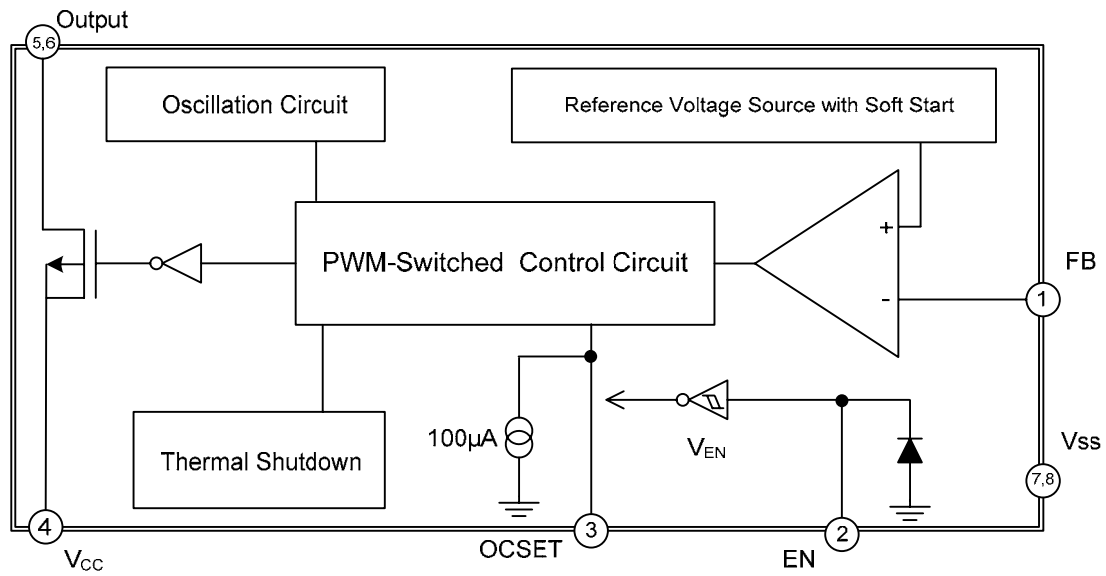 Output
5,6
Oscillation Circuit
Reference Voltage Source with Soft Start
+
PWM-Switched Control Circuit
FB
-
1
100µA
VEN
Vss
Thermal Shutdown
7,8
4
3
2
VCC
OCSET
EN